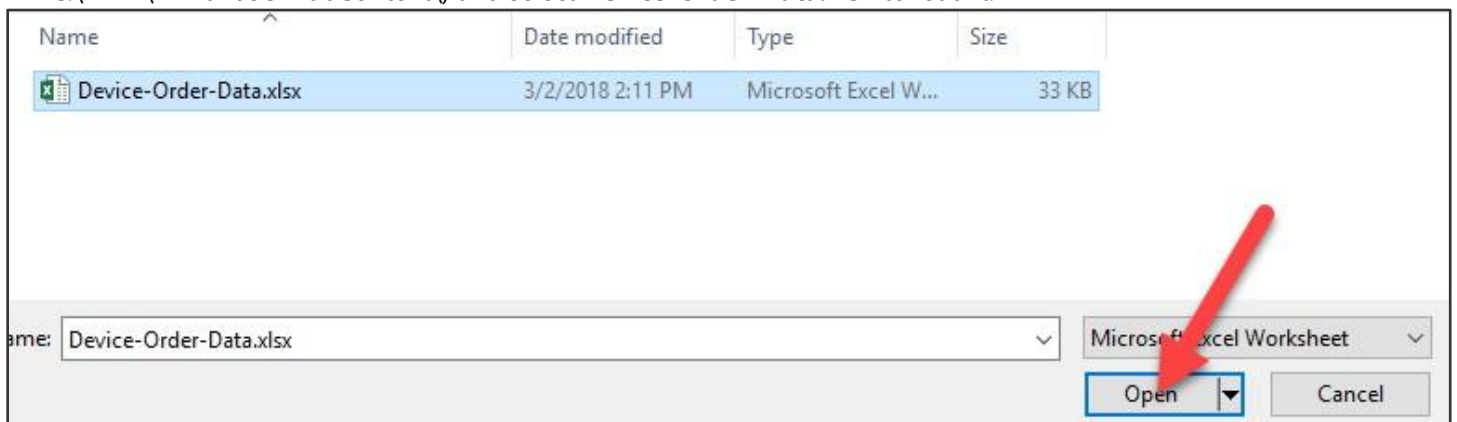 Name Date modified Type Size
Device-Order-Data.xlsx 3/2/2018 2:11 PM Microsoft Excel W... 33 KB
ame: Device-Order-Data.xlsx Microsoft Excel Worksheet
Open Cancel